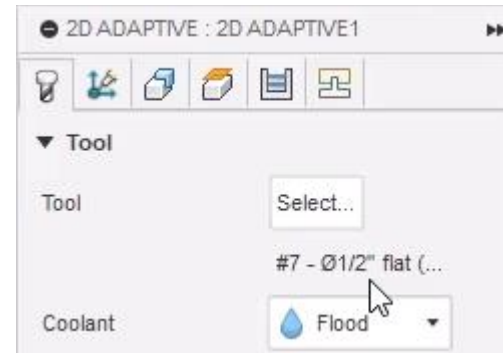 2D ADAPTIVE : 2D ADAPTIVE1
Tool
Tool Select...
#7 - Ø1/2" flat (...
Coolant Flood